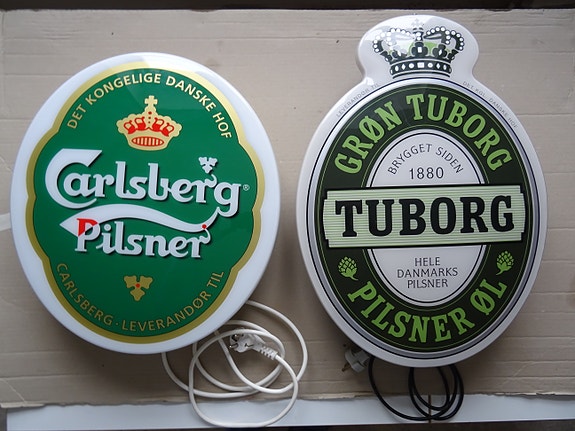 DET KONGELIGE DANSKE HOF
Carlsberg®
Pilsner
CARLSBERG · LEVERANDØR TIL
GRØN TUBORG
BRYGGET SIDEN
1880
TUBORG
HELE
DANMARKS
PILSNER
PILSNER ØL